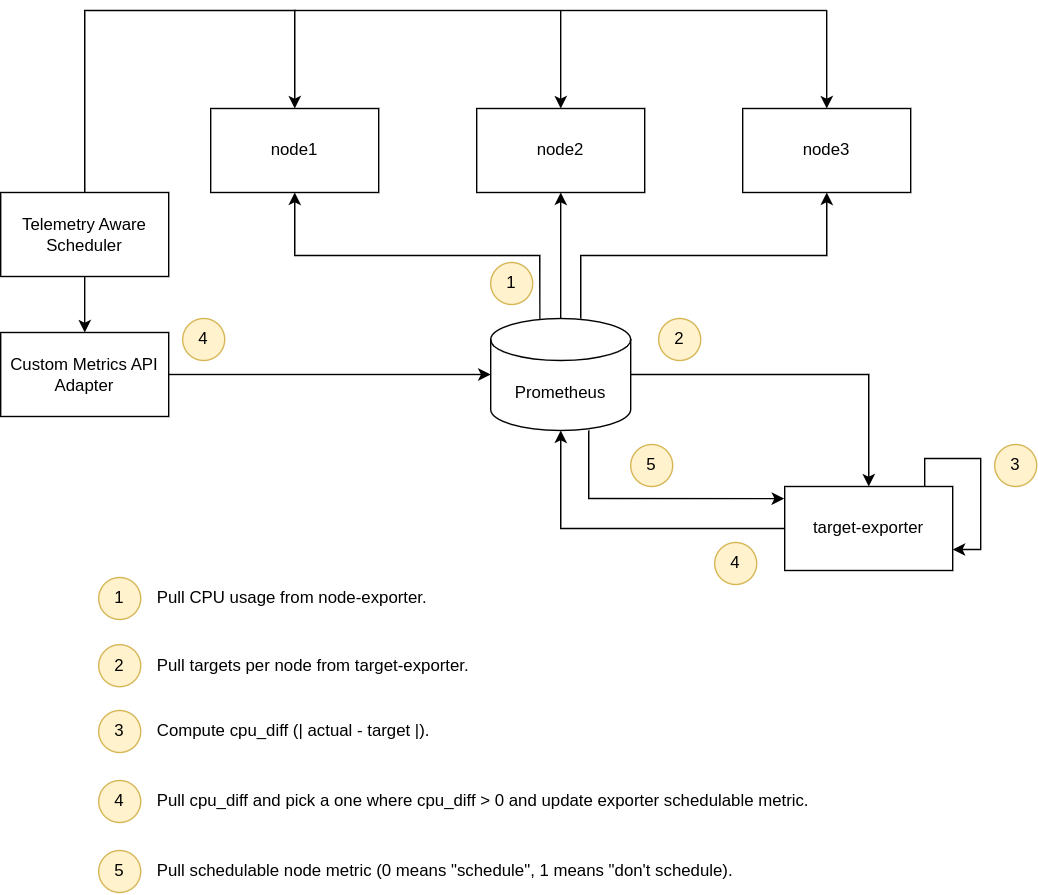 node1
node2
node3
Telemetry Aware
Scheduler
1
4
2
Custom Metrics API
Adapter
Prometheus
5
3
target-exporter
4
1 Pull CPU usage from node-exporter.
2 Pull targets per node from target-exporter.
3 Compute cpu_diff (| actual - target |).
4 Pull cpu_diff and pick a one where cpu_diff > 0 and update exporter schedulable metric.
5 Pull schedulable node metric (0 means "schedule", 1 means "don't schedule).